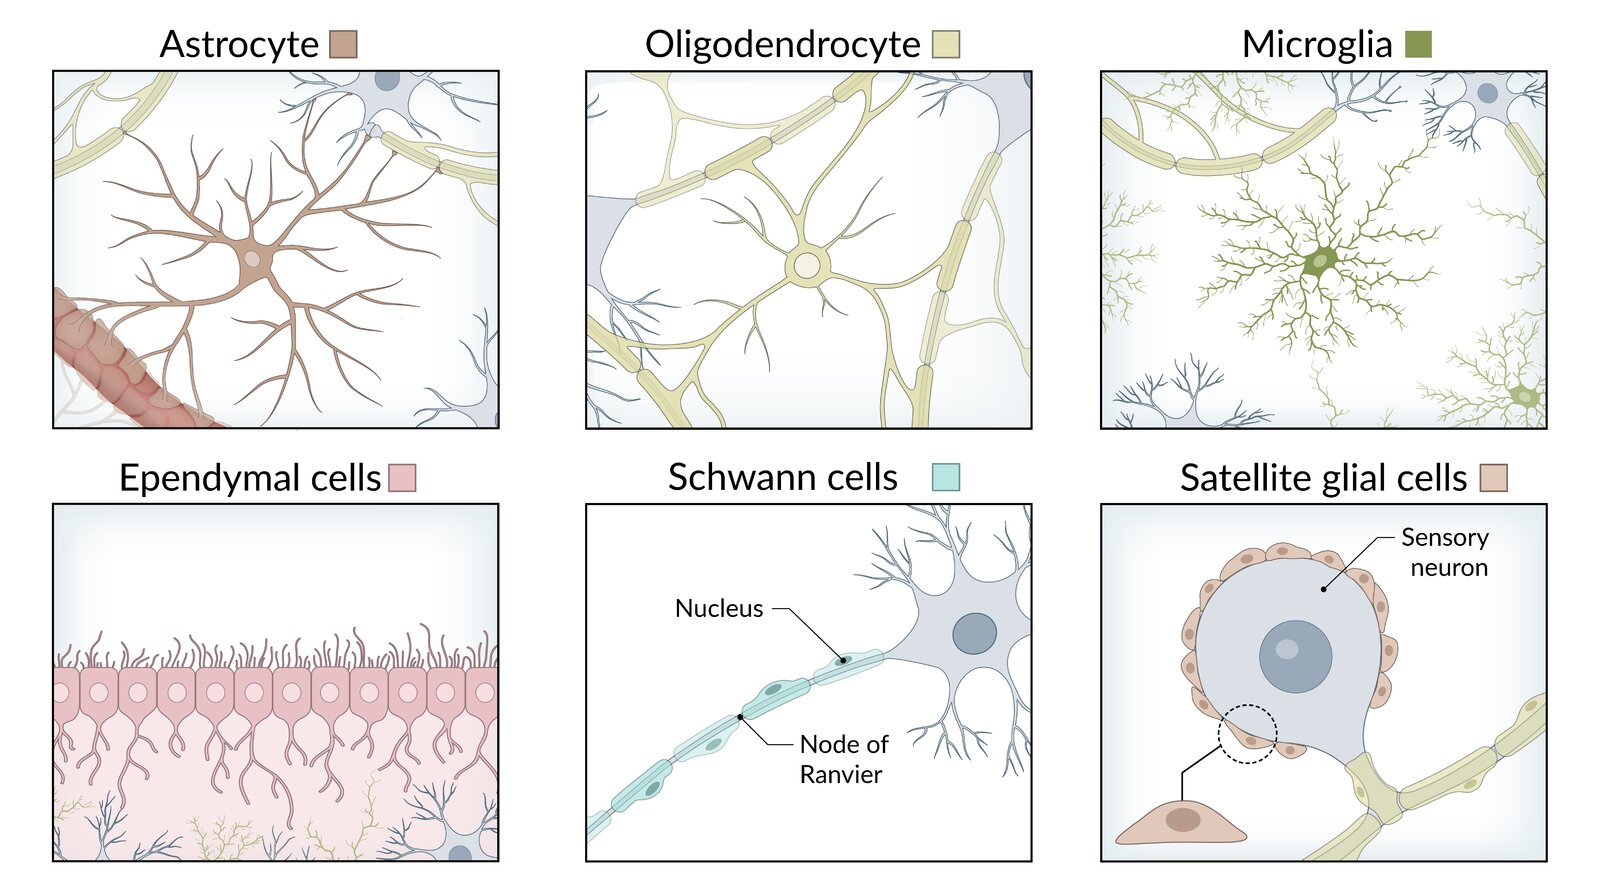 Astrocyte
Oligodendrocyte
Microglia
Ependymal cells
Schwann cells
Satellite glial cells
Nucleus
Node of
Ranvier
Sensory
neuron